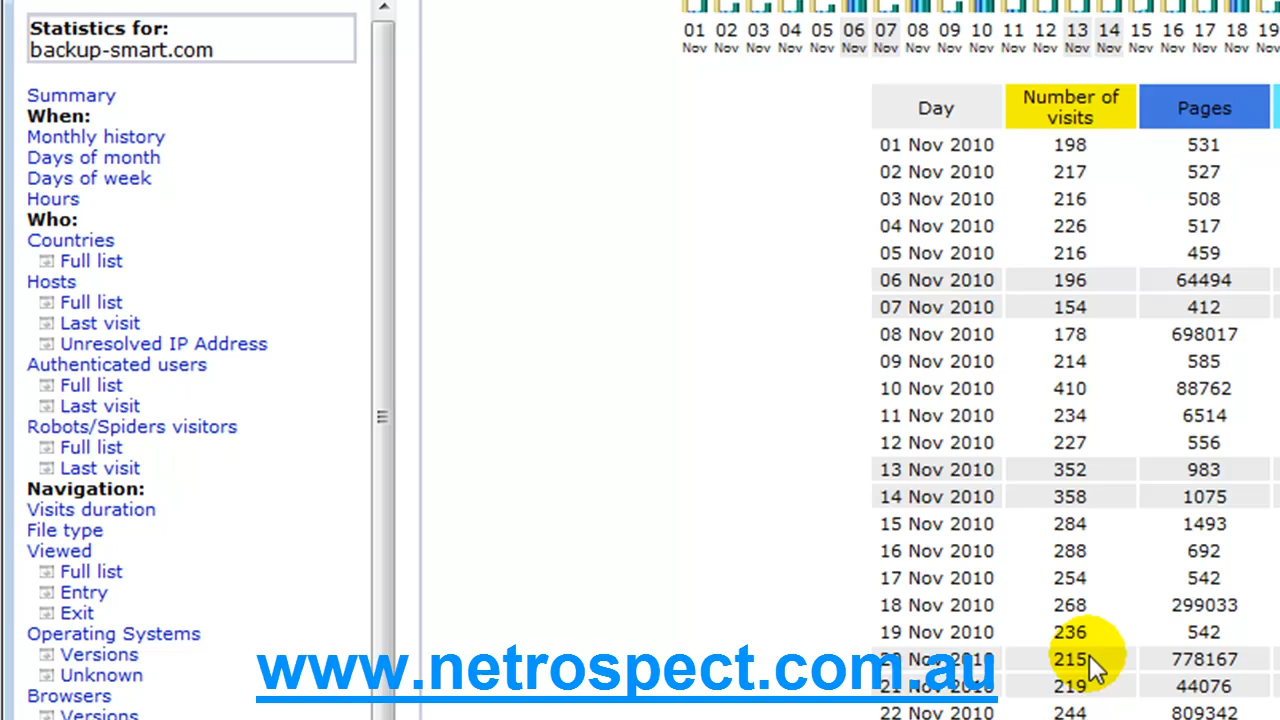 Statistics for:
backup-smart.com
Summary
When:
Monthly history
Days of month
Days of week
Hours
Who:
Countries
Full list
Hosts
Full list
Last visit
Unresolved IP Address
Authenticated users
Full list
Last visit
Robots/Spiders visitors
Full list
Last visit
Navigation:
Visits duration
File type
Viewed
Full list
Entry
Exit
Operating Systems
Versions
Unknown
Browsers
Versions
01 02 03 04 05 06 07 08 09 10 11 12 13 14 15 16 17 18 19
Nov Nov Nov Nov Nov Nov Nov Nov Nov Nov Nov Nov Nov Nov Nov Nov Nov Nov Nov
Day Number of visits Pages
01 Nov 2010 198 531
02 Nov 2010 217 527
03 Nov 2010 216 508
04 Nov 2010 226 517
05 Nov 2010 216 459
06 Nov 2010 196 64494
07 Nov 2010 154 412
08 Nov 2010 178 698017
09 Nov 2010 214 585
10 Nov 2010 410 88762
11 Nov 2010 234 6514
12 Nov 2010 227 556
13 Nov 2010 352 983
14 Nov 2010 358 1075
15 Nov 2010 284 1493
16 Nov 2010 288 692
17 Nov 2010 254 542
18 Nov 2010 268 299033
19 Nov 2010 236 542
20 Nov 2010 215 778167
21 Nov 2010 219 44076
22 Nov 2010 244 809342
www.netrospect.com.au